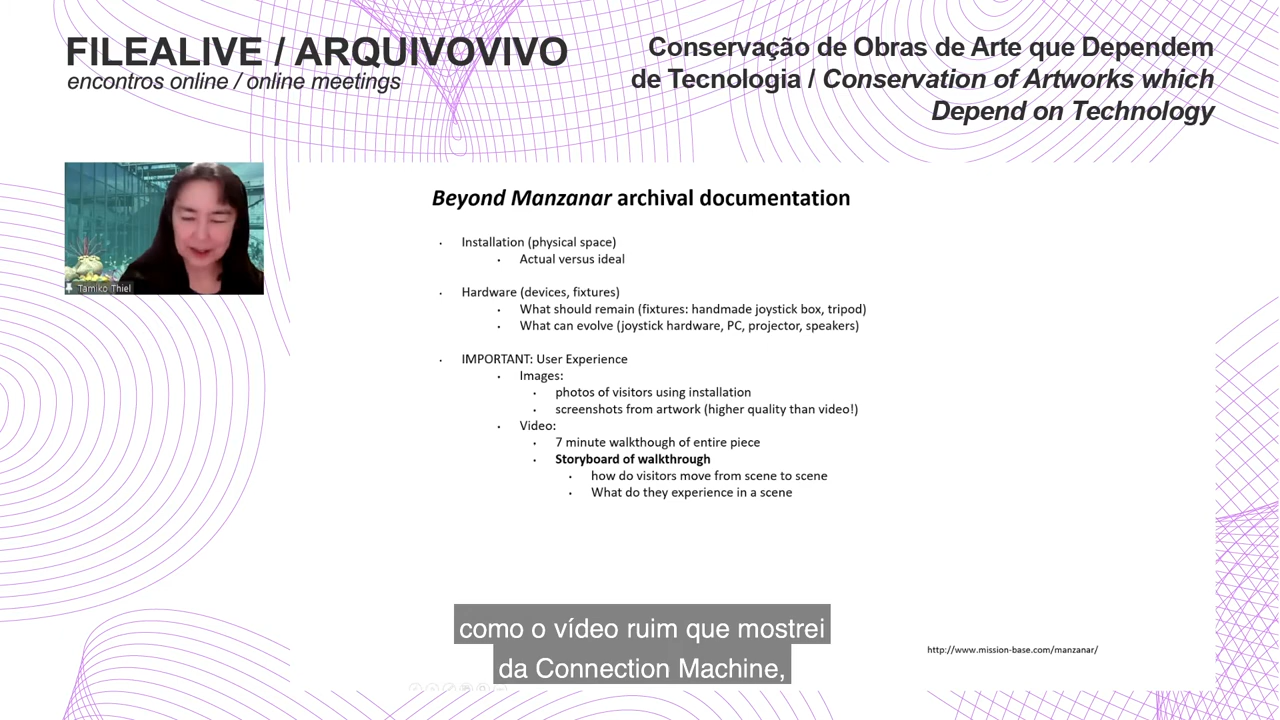 FILEALIVE / ARQUIVOVIVO
encontros online / online meetings
Conservação de Obras de Arte que Dependem
de Tecnologia / Conservation of Artworks which
Depend on Technology
Tamiko Thiel
Beyond Manzanar archival documentation
Installation (physical space)
Actual versus ideal
Hardware (devices, fixtures)
What should remain (fixtures: handmade joystick box, tripod)
What can evolve (joystick hardware, PC, projector, speakers)
IMPORTANT: User Experience
Images:
photos of visitors using installation
screenshots from artwork (higher quality than video!)
Video:
7 minute walkthough of entire piece
Storyboard of walkthrough
how do visitors move from scene to scene
What do they experience in a scene
como o vídeo ruim que mostrei
da Connection Machine,
http://www.mission-base.com/manzanar/